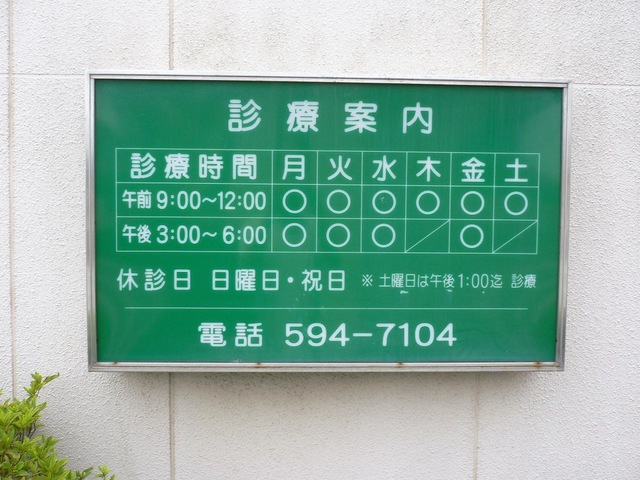 診療案内
診療時間 月 火 水 木 金 土
午前 9:00〜12:00 ○ ○ ○ ○ ○ ○
午後 3:00〜 6:00 ○ ○ ○ ／ ○ ／
休診日 日曜日・祝日 ※土曜日は午後1:00迄 診療
電話 594-7104